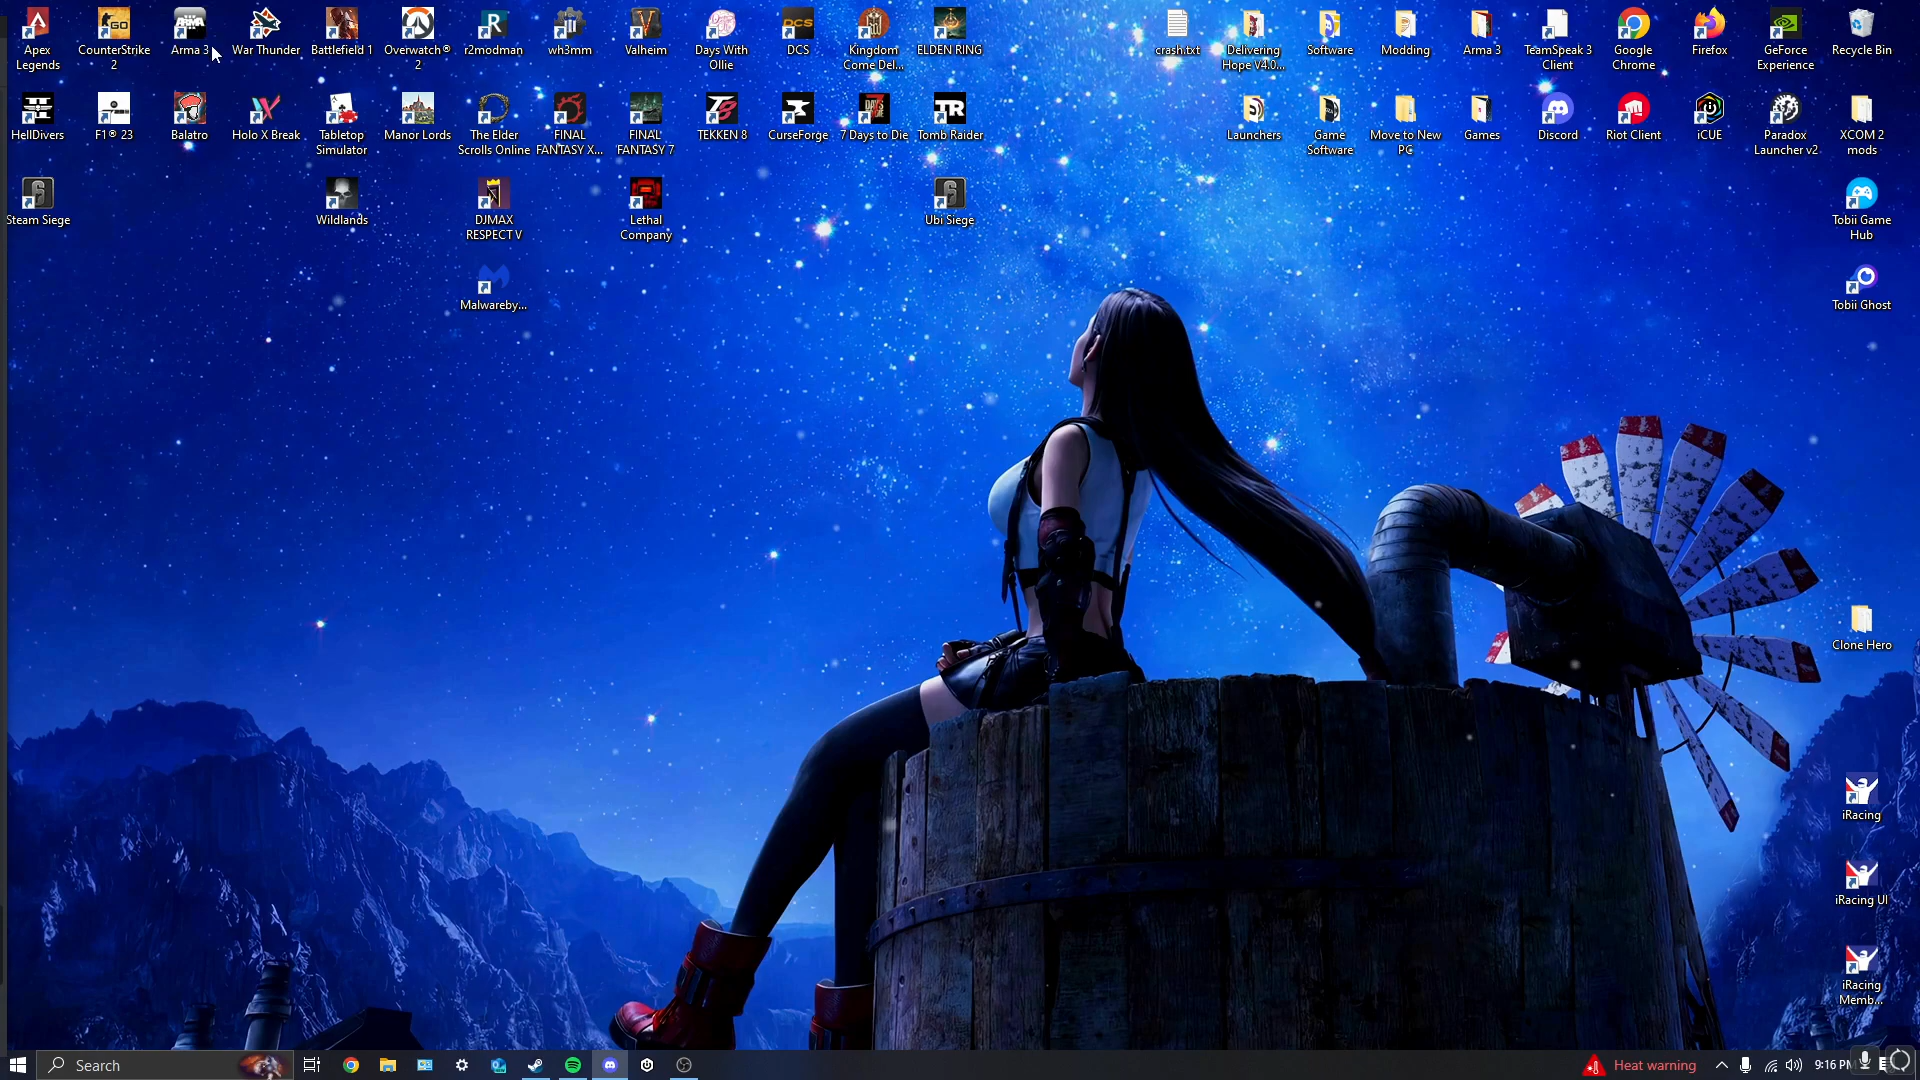 Apex
Legends
CounterStrike
2
Arma 3
War Thunder
Battlefield 1
Overwatch®
2
r2modman
wh3mm
Valheim
Days With
Ollie
DCS
Kingdom
Come Del...
ELDEN RING
crash.txt
Delivering
Hope V4.0...
Software
Modding
Arma 3
TeamSpeak 3
Client
Google
Chrome
Firefox
GeForce
Experience
Recycle Bin
HellDivers
F1® 23
Balatro
Holo X Break
Tabletop
Simulator
Manor Lords
The Elder
Scrolls Online
FINAL
FANTASY X...
FINAL
FANTASY 7
TEKKEN 8
CurseForge
7 Days to Die
Tomb Raider
Launchers
Game
Software
Move to New
PC
Games
Discord
Riot Client
iCUE
Paradox
Launcher v2
XCOM 2
mods
Steam Siege
Wildlands
DJMAX
RESPECT V
Lethal
Company
Ubi Siege
Tobii Game
Hub
Malwareby...
Tobii Ghost
Clone Hero
iRacing
iRacing UI
iRacing
Memb...
Search
Heat warning
9:16 PM